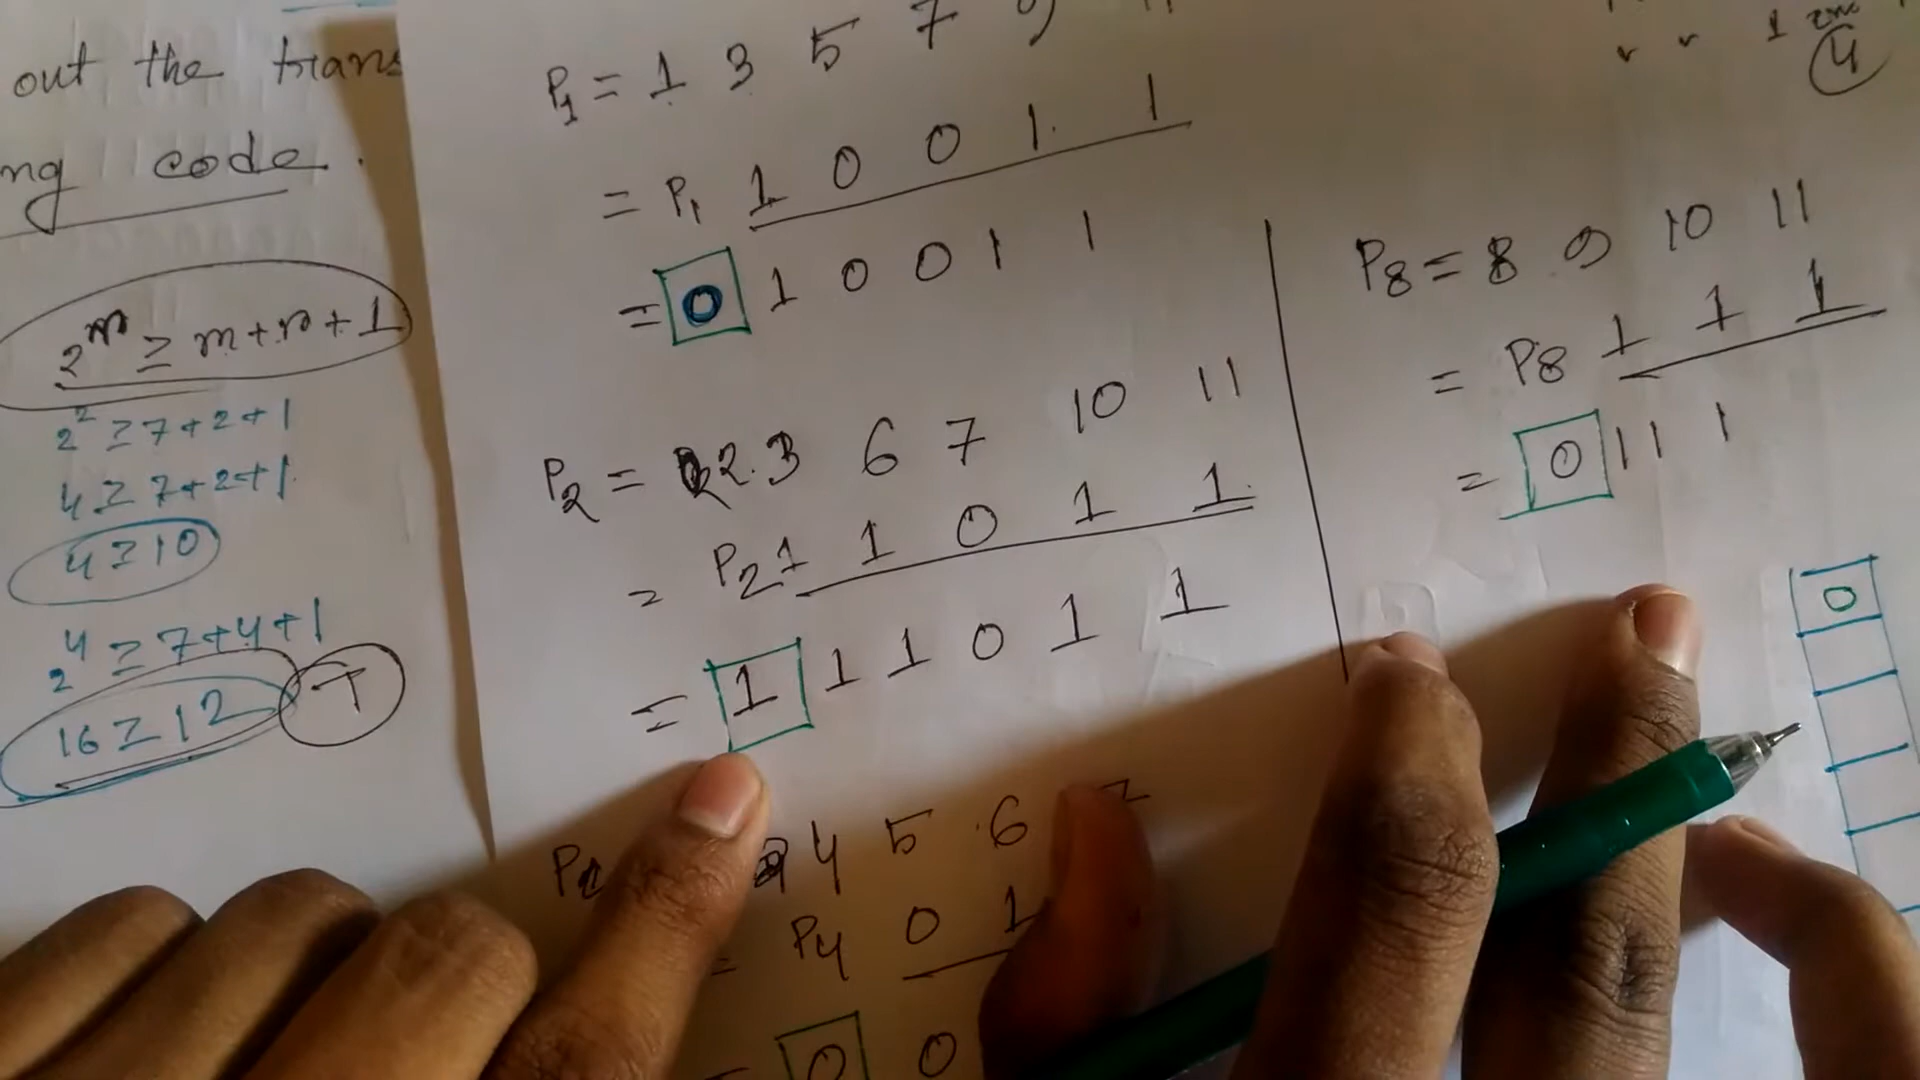 out the trans
ng code.
2^m ≥ m+n+1
2^2 ≥ 7+2+1
4 ≥ 7+2+1
4 ≥ 10
2^4 ≥ 7+4+1
16 ≥ 12 T
P1 = 1 3 5 7 9 11
= P1 1 0 0 1 1
= 0 1 0 0 1 1
P2 = 2 3 6 7 10 11
= P2 1 1 0 1 1
= 1 1 1 0 1 1
4 5 6 7
= P4 0 1
= 0 0
P8 = 8 9 10 11
= P8 1 1 1
= 0 1 1 1
1
4
0